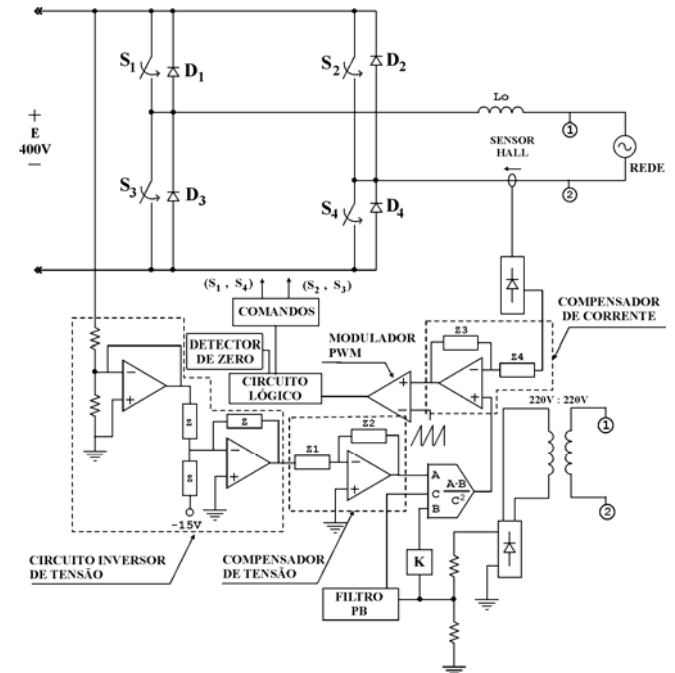 S1
D1
S2
D2
+
E
400V
—
Lo
1
SENSOR
HALL
REDE
2
S3
D3
S4
D4
(S1 , S4)
(S2 , S3)
COMANDOS
DETECTOR
DE ZERO
CIRCUITO
LÓGICO
MODULADOR
PWM
COMPENSADOR
DE CORRENTE
Z3
Z4
+
−
−
+
220V : 220V
1
2
−
+
Z
Z
Z
−
+
−15V
Z1
Z2
−
+
A
C
B
A·B
C²
K
FILTRO
PB
CIRCUITO INVERSOR
DE TENSÃO
COMPENSADOR
DE TENSÃO